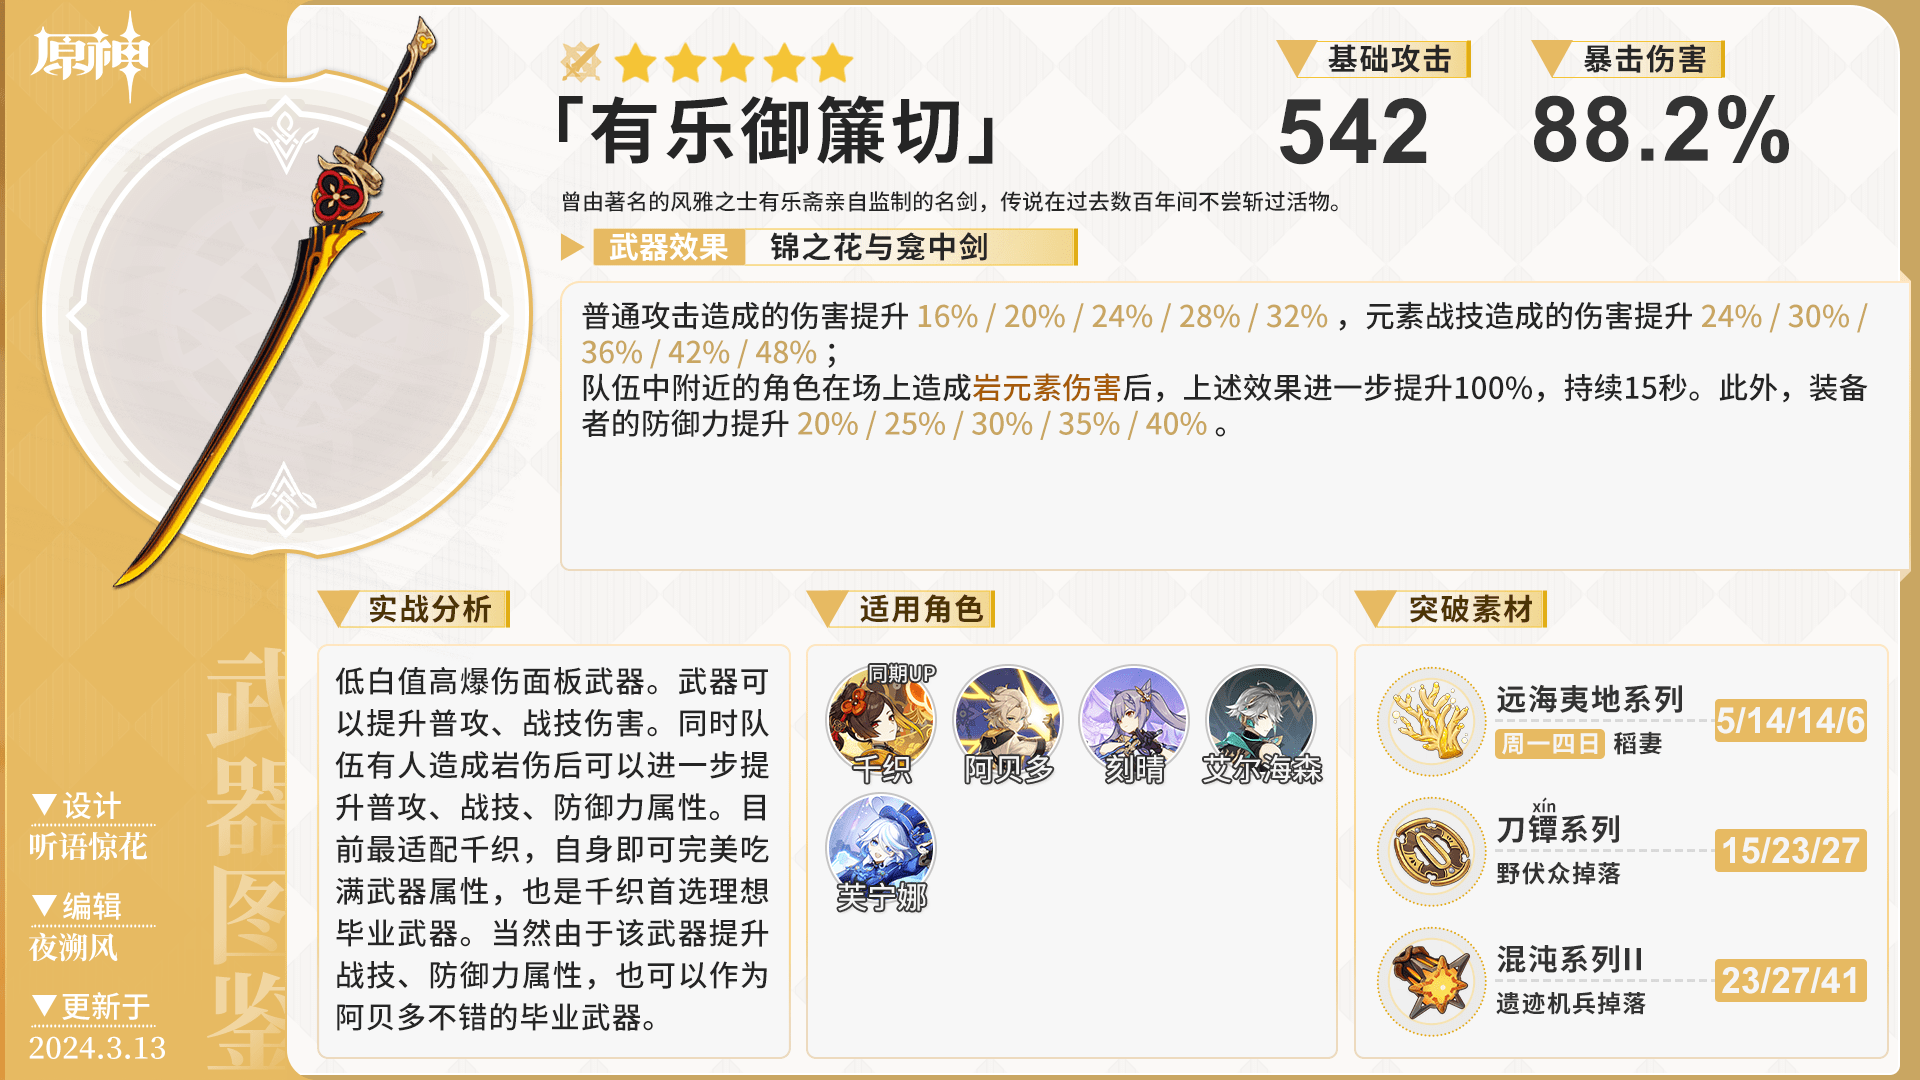 原神
「有乐御簾切」
基础攻击
542
暴击伤害
88.2%
曾由著名的风雅之士有乐斋亲自监制的名剑，传说在过去数百年间不尝斩过活物。
武器效果
锦之花与龛中剑
普通攻击造成的伤害提升 16% / 20% / 24% / 28% / 32% ，元素战技造成的伤害提升 24% / 30% /
36% / 42% / 48% ；
队伍中附近的角色在场上造成岩元素伤害后，上述效果进一步提升100%，持续15秒。此外，装备
者的防御力提升 20% / 25% / 30% / 35% / 40% 。
实战分析
低白值高爆伤面板武器。武器可
以提升普攻、战技伤害。同时队
伍有人造成岩伤后可以进一步提
升普攻、战技、防御力属性。目
前最适配千织，自身即可完美吃
满武器属性，也是千织首选理想
毕业武器。当然由于该武器提升
战技、防御力属性，也可以作为
阿贝多不错的毕业武器。
适用角色
同期UP
千织
阿贝多
刻晴
艾尔海森
芙宁娜
突破素材
远海夷地系列
周一四日 稻妻
5/14/14/6
xín
刀镡系列
野伏众掉落
15/23/27
混沌系列II
遗迹机兵掉落
23/27/41
武器图鉴
▼设计
听语惊花
▼编辑
夜溯风
▼更新于
2024.3.13